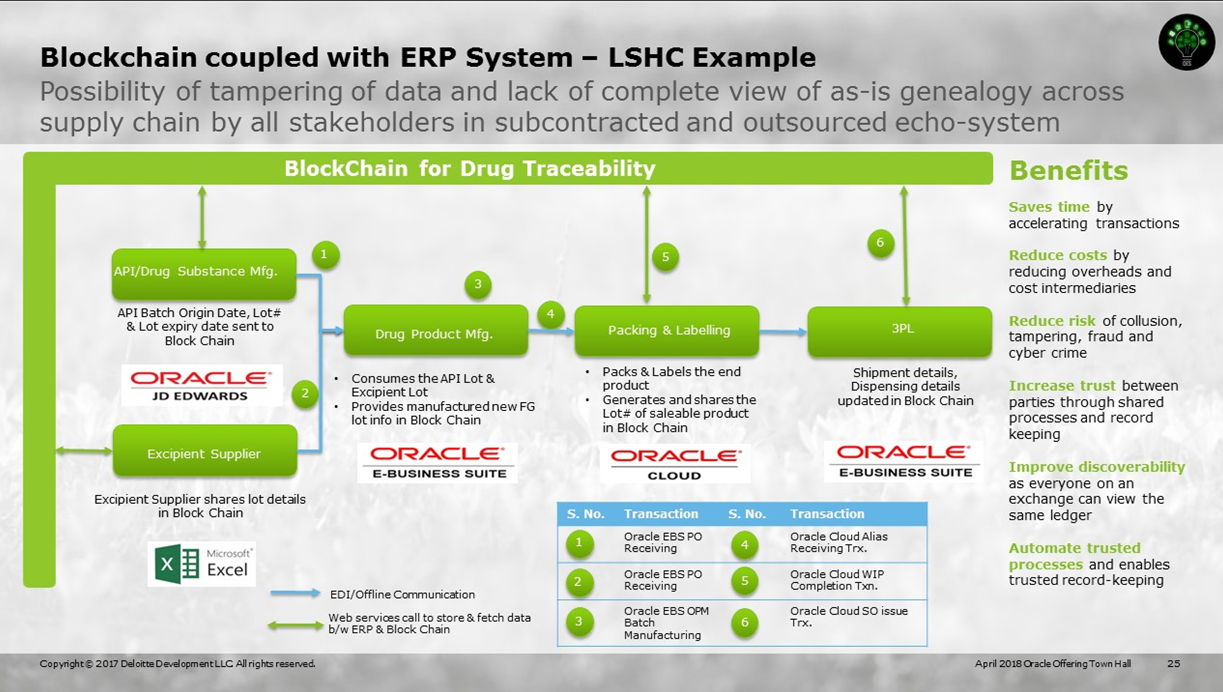 Blockchain coupled with ERP System – LSHC Example
Possibility of tampering of data and lack of complete view of as-is genealogy across
supply chain by all stakeholders in subcontracted and outsourced echo-system
BlockChain for Drug Traceability
1
API/Drug Substance Mfg.
API Batch Origin Date, Lot#
& Lot expiry date sent to
Block Chain
ORACLE®
JD EDWARDS
2
Excipient Supplier
Excipient Supplier shares lot details
in Block Chain
Microsoft®
Excel
3
Drug Product Mfg.
• Consumes the API Lot &
Excipient Lot
• Provides manufactured new FG
lot info in Block Chain
ORACLE®
E-BUSINESS SUITE
4
5
Packing & Labelling
• Packs & Labels the end
product
• Generates and shares the
Lot# of saleable product
in Block Chain
ORACLE®
CLOUD
6
3PL
Shipment details,
Dispensing details
updated in Block Chain
ORACLE®
E-BUSINESS SUITE
EDI/Offline Communication
Web services call to store & fetch data
b/w ERP & Block Chain
S. No. Transaction S. No. Transaction
1 Oracle EBS PO
Receiving
4 Oracle Cloud Alias
Receiving Trx.
2 Oracle EBS PO
Receiving
5 Oracle Cloud WIP
Completion Txn.
3 Oracle EBS OPM
Batch
Manufacturing
6 Oracle Cloud SO issue
Trx.
Benefits
Saves time by
accelerating transactions
Reduce costs by
reducing overheads and
cost intermediaries
Reduce risk of collusion,
tampering, fraud and
cyber crime
Increase trust between
parties through shared
processes and record
keeping
Improve discoverability
as everyone on an
exchange can view the
same ledger
Automate trusted
processes and enables
trusted record-keeping
Copyright © 2017 Deloitte Development LLC. All rights reserved.
April 2018 Oracle Offering Town Hall
25